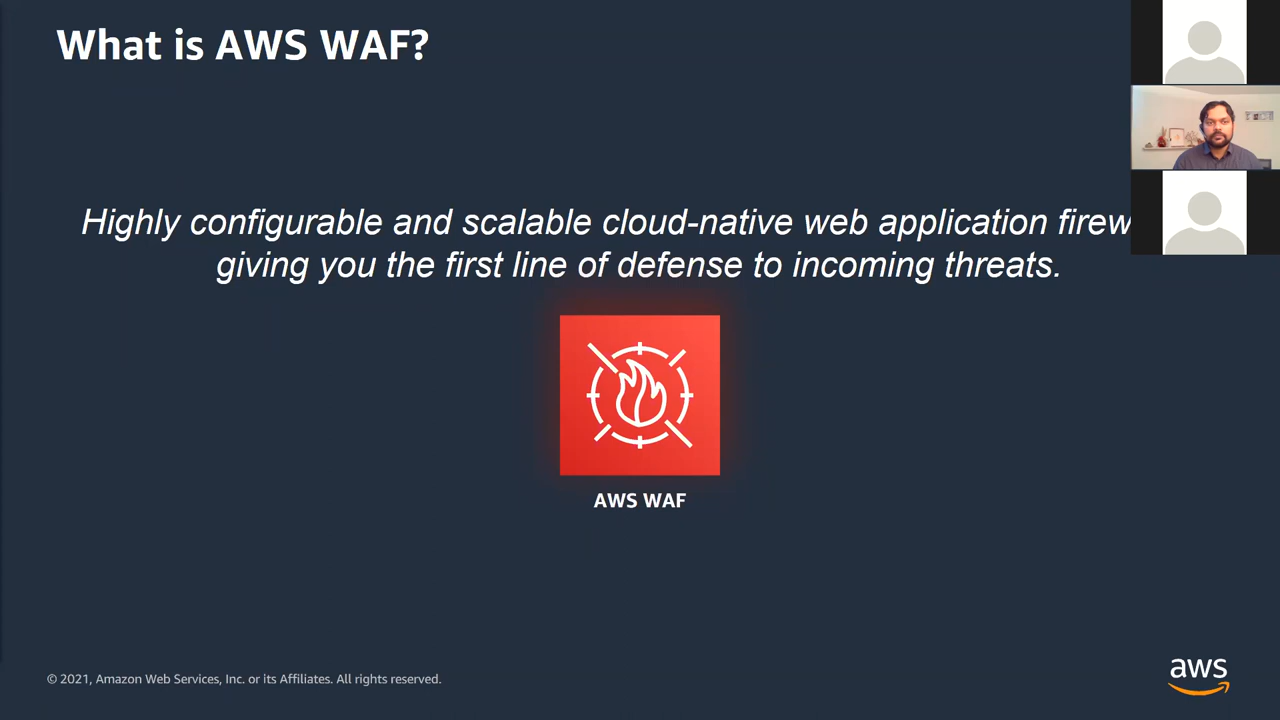 What is AWS WAF?
Highly configurable and scalable cloud-native web application firew
giving you the first line of defense to incoming threats.
AWS WAF
© 2021, Amazon Web Services, Inc. or its Affiliates. All rights reserved.
aws